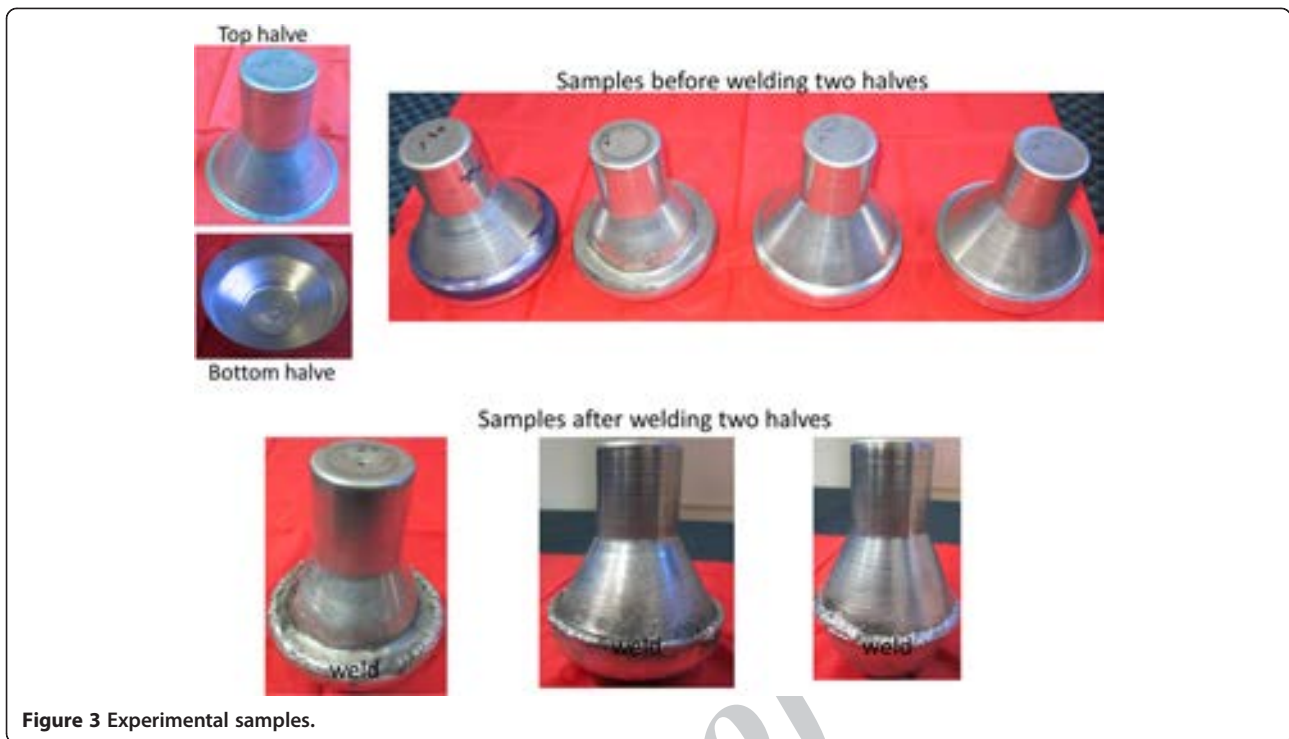 Top halve
Samples before welding two halves
Bottom halve
Samples after welding two halves
weld
weld
weld
Figure 3 Experimental samples.